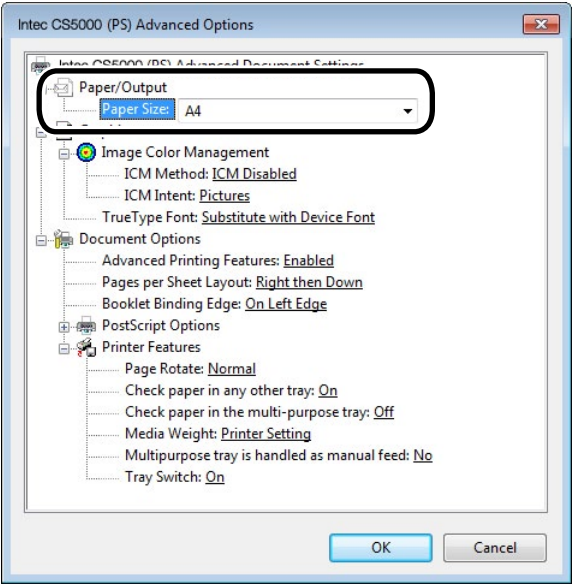 Intec CS5000 (PS) Advanced Options
Intec CS5000 (PS) Advanced Document Settings
Paper/Output
Paper Size: A4
Image Color Management
ICM Method: ICM Disabled
ICM Intent: Pictures
TrueType Font: Substitute with Device Font
Document Options
Advanced Printing Features: Enabled
Pages per Sheet Layout: Right then Down
Booklet Binding Edge: On Left Edge
PostScript Options
Printer Features
Page Rotate: Normal
Check paper in any other tray: On
Check paper in the multi-purpose tray: Off
Media Weight: Printer Setting
Multipurpose tray is handled as manual feed: No
Tray Switch: On
OK Cancel